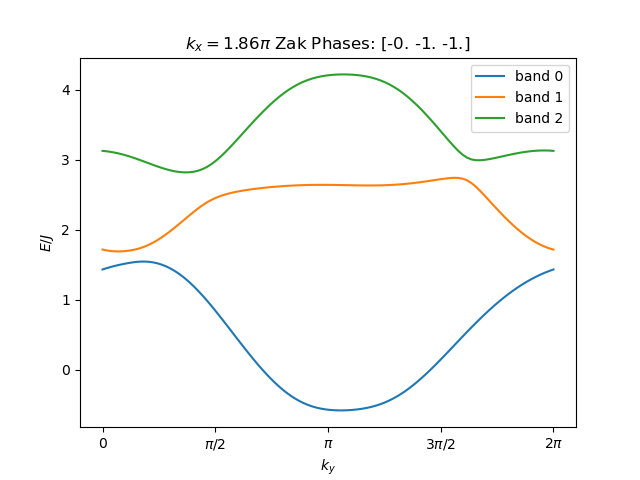 k_x = 1.86π Zak Phases: [-0. -1. -1.]
band 0
band 1
band 2
4
3
2
1
0
E/J
0
π/2
π
3π/2
2π
k_y